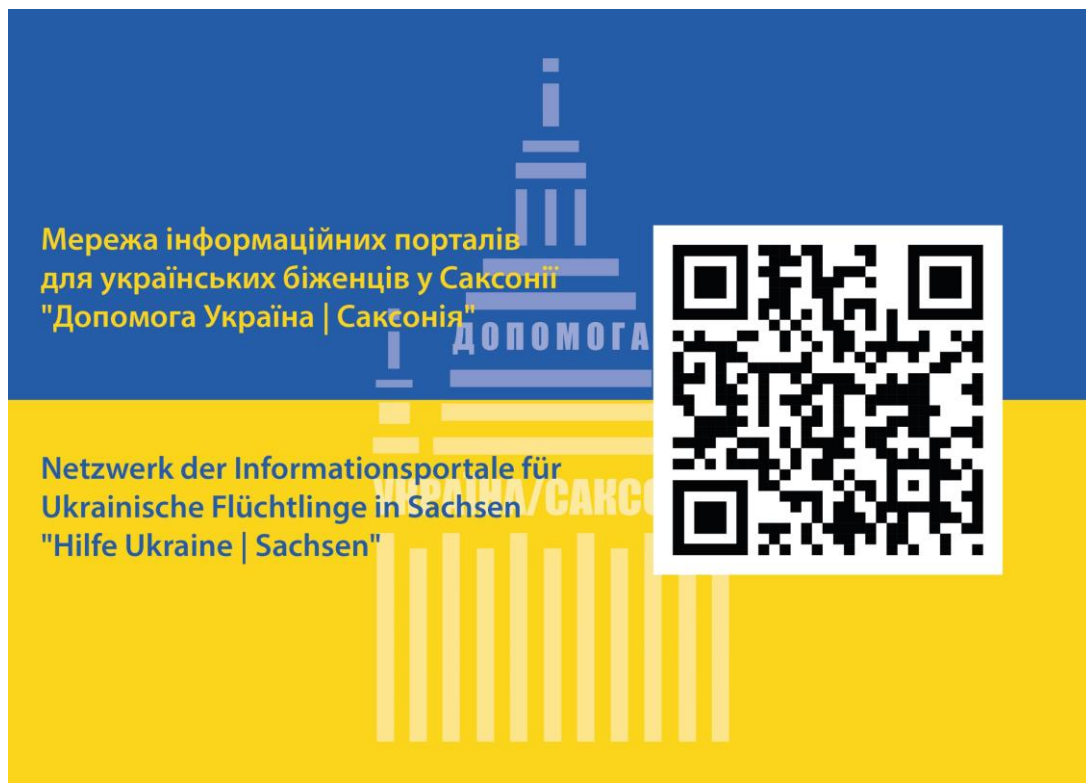 Мережа інформаційних порталів
для українських біженців у Саксонії
"Допомога Україна | Саксонія"
ДОПОМОГА
Netzwerk der Informationsportale für
Ukrainische Flüchtlinge in Sachsen
"Hilfe Ukraine | Sachsen"